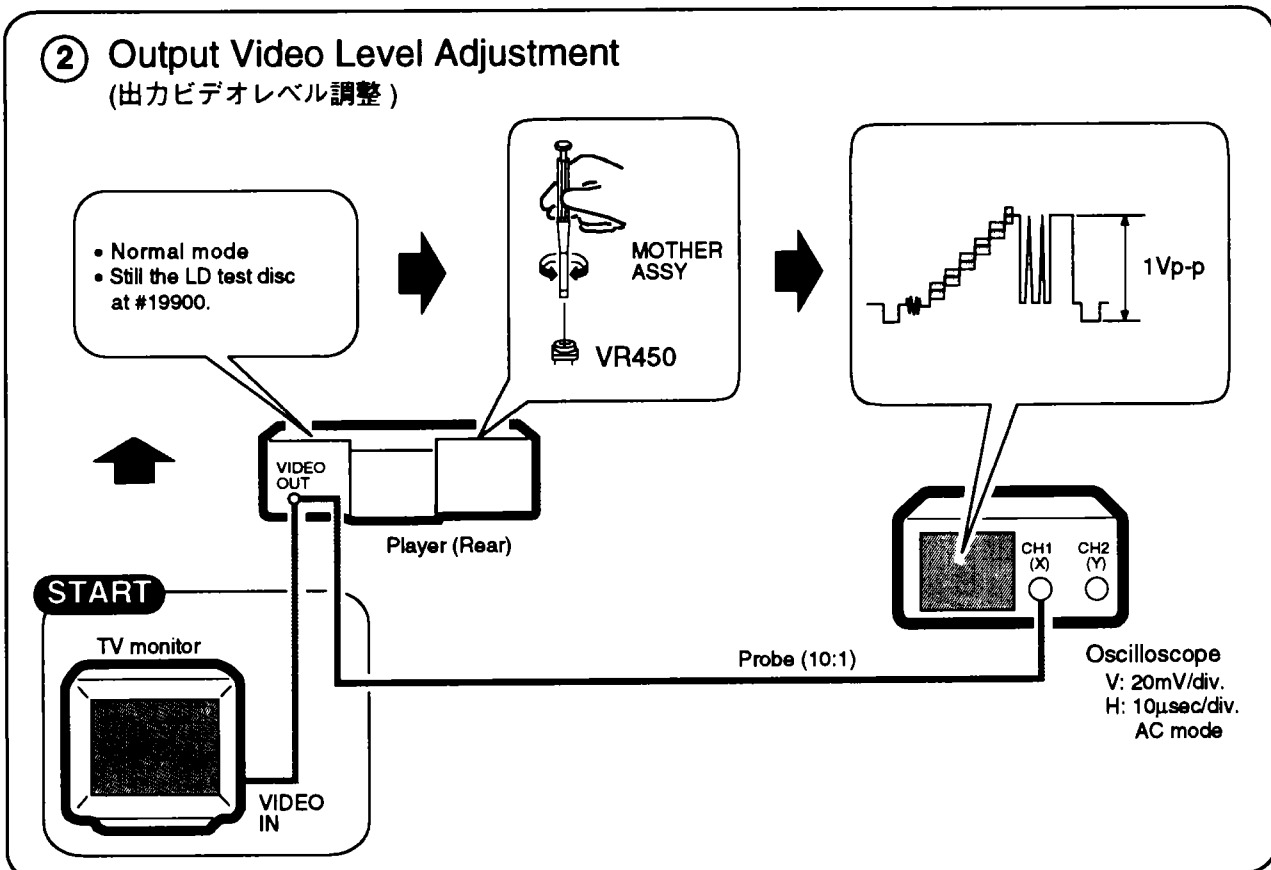 ② Output Video Level Adjustment
(出力ビデオレベル調整)
• Normal mode
• Still the LD test disc
at #19900.
MOTHER
ASSY
VR450
1Vp-p
VIDEO
OUT
Player (Rear)
CH1
(X)
CH2
(Y)
START
TV monitor
VIDEO
IN
Probe (10:1)
Oscilloscope
V: 20mV/div.
H: 10μsec/div.
AC mode